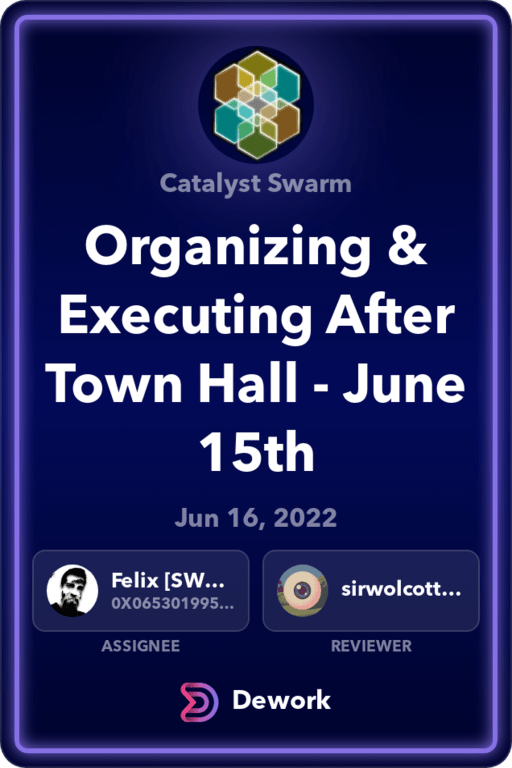 Catalyst Swarm
Organizing &
Executing After
Town Hall - June
15th
Jun 16, 2022
Felix [SW...
0X065301995...
sirwolcott...
ASSIGNEE
REVIEWER
Dework